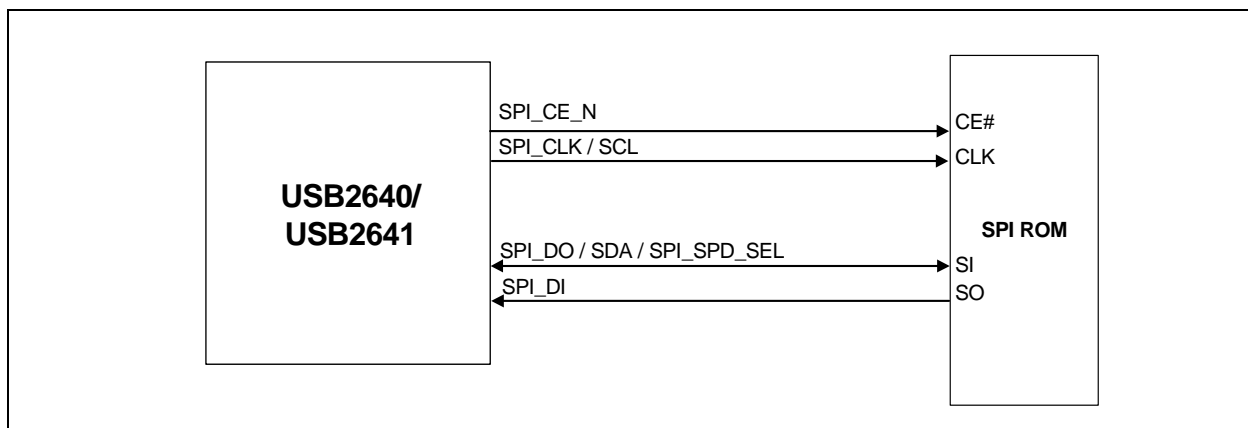 SPI_CE_N
CE#
SPI_CLK / SCL
CLK
USB2640/
USB2641
SPI ROM
SPI_DO / SDA / SPI_SPD_SEL
SI
SPI_DI
SO